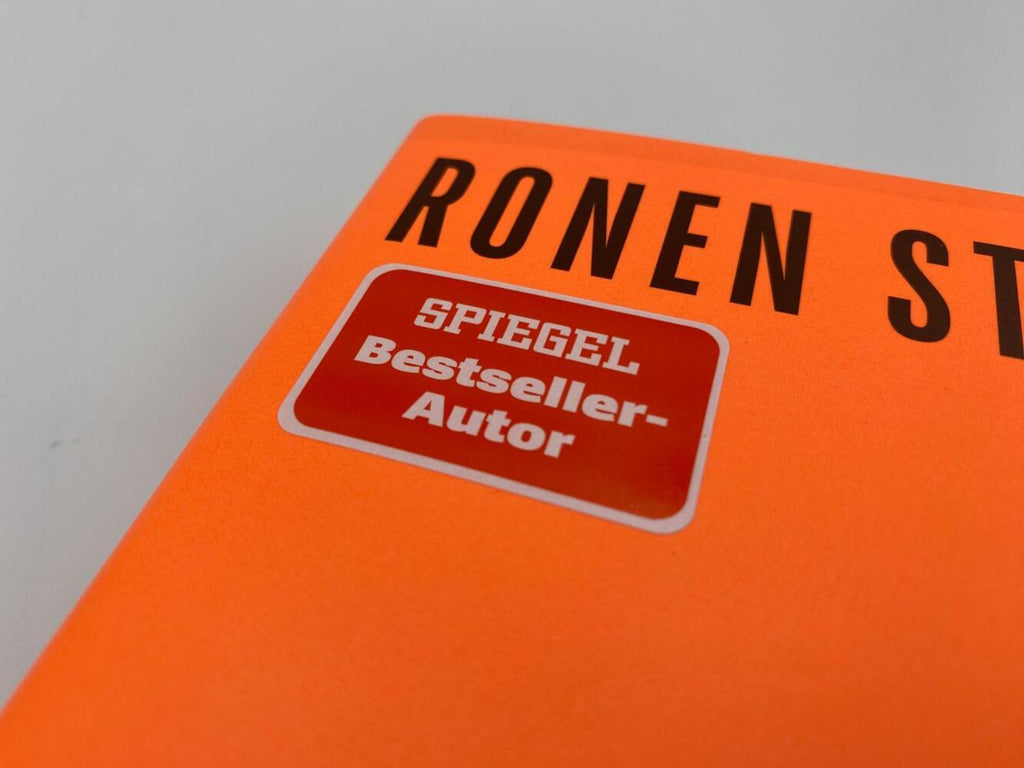 RONEN ST
SPIEGEL
Bestseller-
Autor